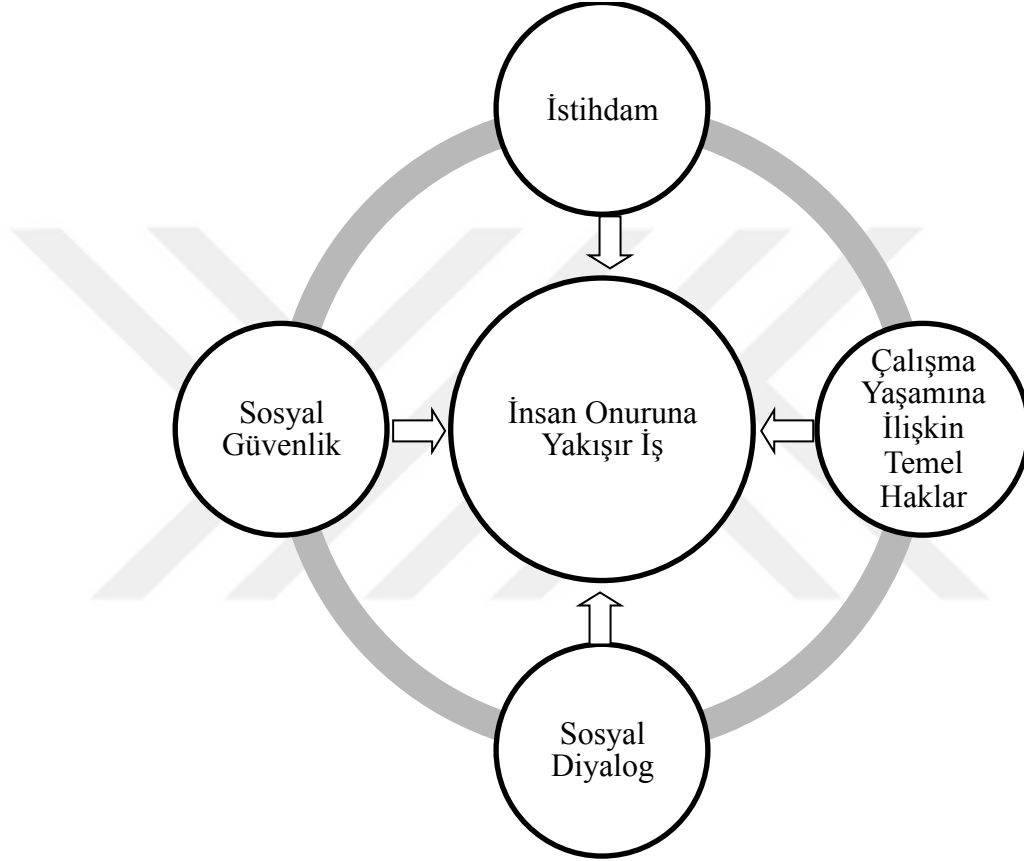 İstihdam
Sosyal
Güvenlik
İnsan Onuruna
Yakışır İş
Çalışma
Yaşamına
İlişkin
Temel
Haklar
Sosyal
Diyalog